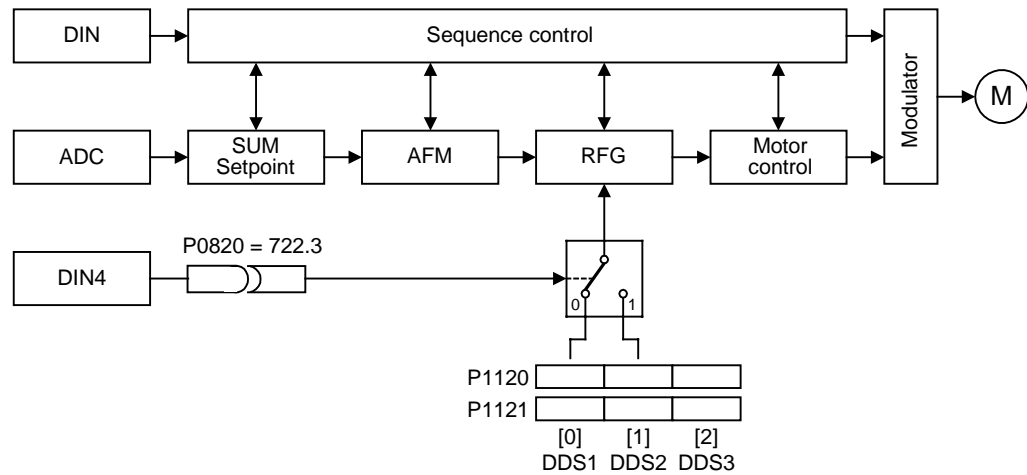 DIN
Sequence control
Modulator
M
ADC
SUM
Setpoint
AFM
RFG
Motor
control
P0820 = 722.3
DIN4
0
1
P1120
P1121
[0] [1] [2]
DDS1 DDS2 DDS3